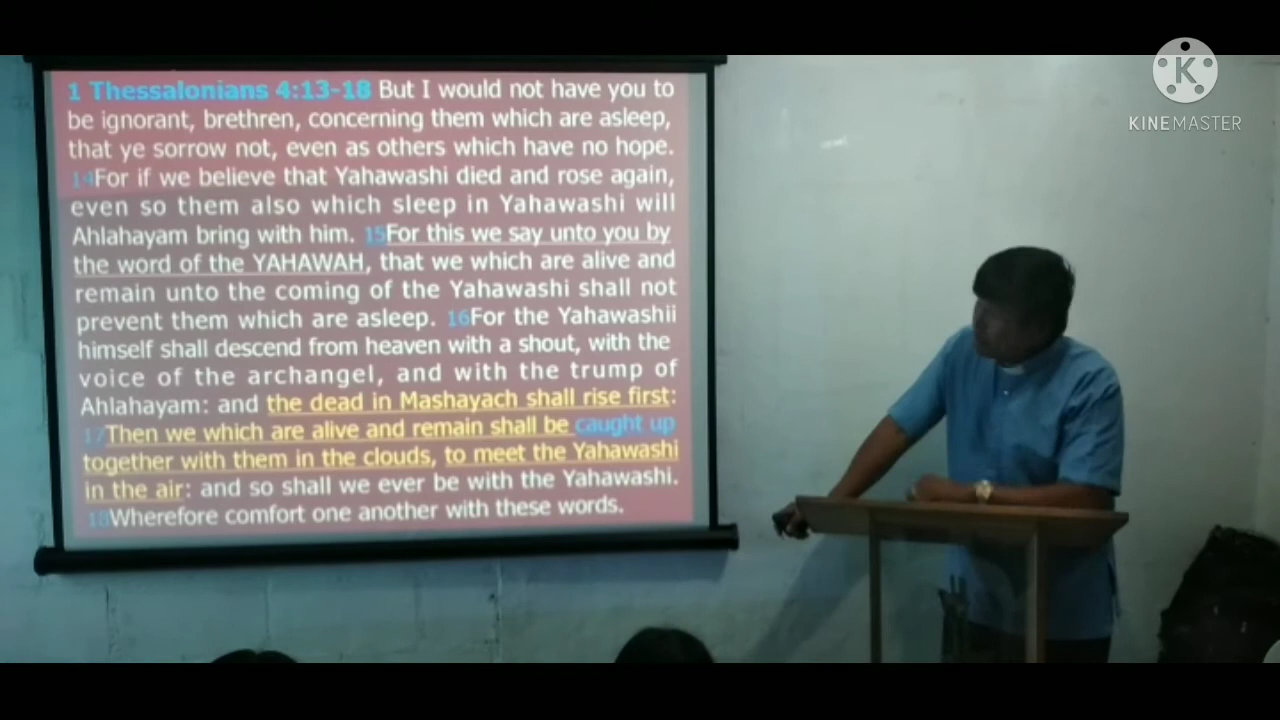 1 Thessalonians 4:13-18 But I would not have you to
be ignorant, brethren, concerning them which are asleep,
that ye sorrow not, even as others which have no hope.
14For if we believe that Yahawashi died and rose again,
even so them also which sleep in Yahawashi will
Ahlahayam bring with him. 15For this we say unto you by
the word of the YAHAWAH, that we which are alive and
remain unto the coming of the Yahawashi shall not
prevent them which are asleep. 16For the Yahawashii
himself shall descend from heaven with a shout, with the
voice of the archangel, and with the trump of
Ahlahayam: and the dead in Mashayach shall rise first:
17Then we which are alive and remain shall be caught up
together with them in the clouds, to meet the Yahawashi
in the air: and so shall we ever be with the Yahawashi.
18Wherefore comfort one another with these words.
K
KINEMASTER